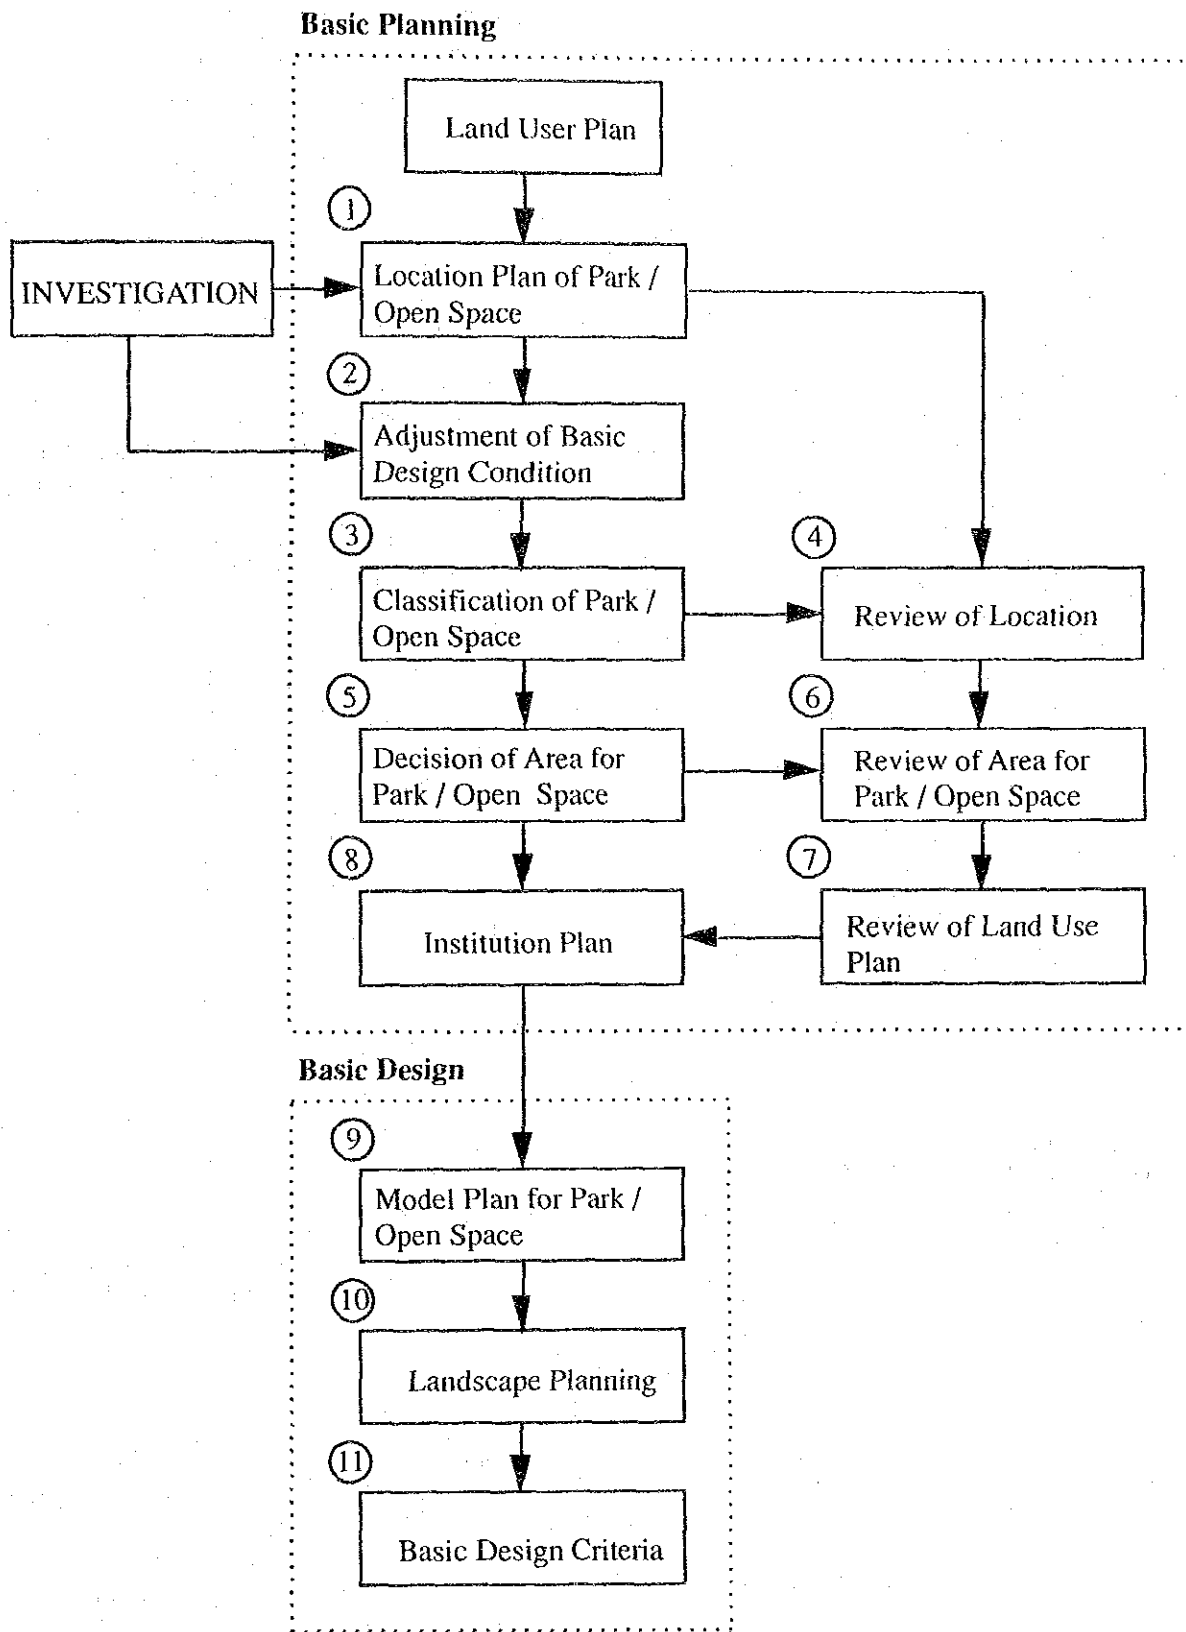 Basic Planning
Land User Plan
1
INVESTIGATION
Location Plan of Park /
Open Space
2
Adjustment of Basic
Design Condition
3
Classification of Park /
Open Space
4
Review of Location
5
Decision of Area for
Park / Open Space
6
Review of Area for
Park / Open Space
8
Institution Plan
7
Review of Land Use
Plan
Basic Design
9
Model Plan for Park /
Open Space
10
Landscape Planning
11
Basic Design Criteria